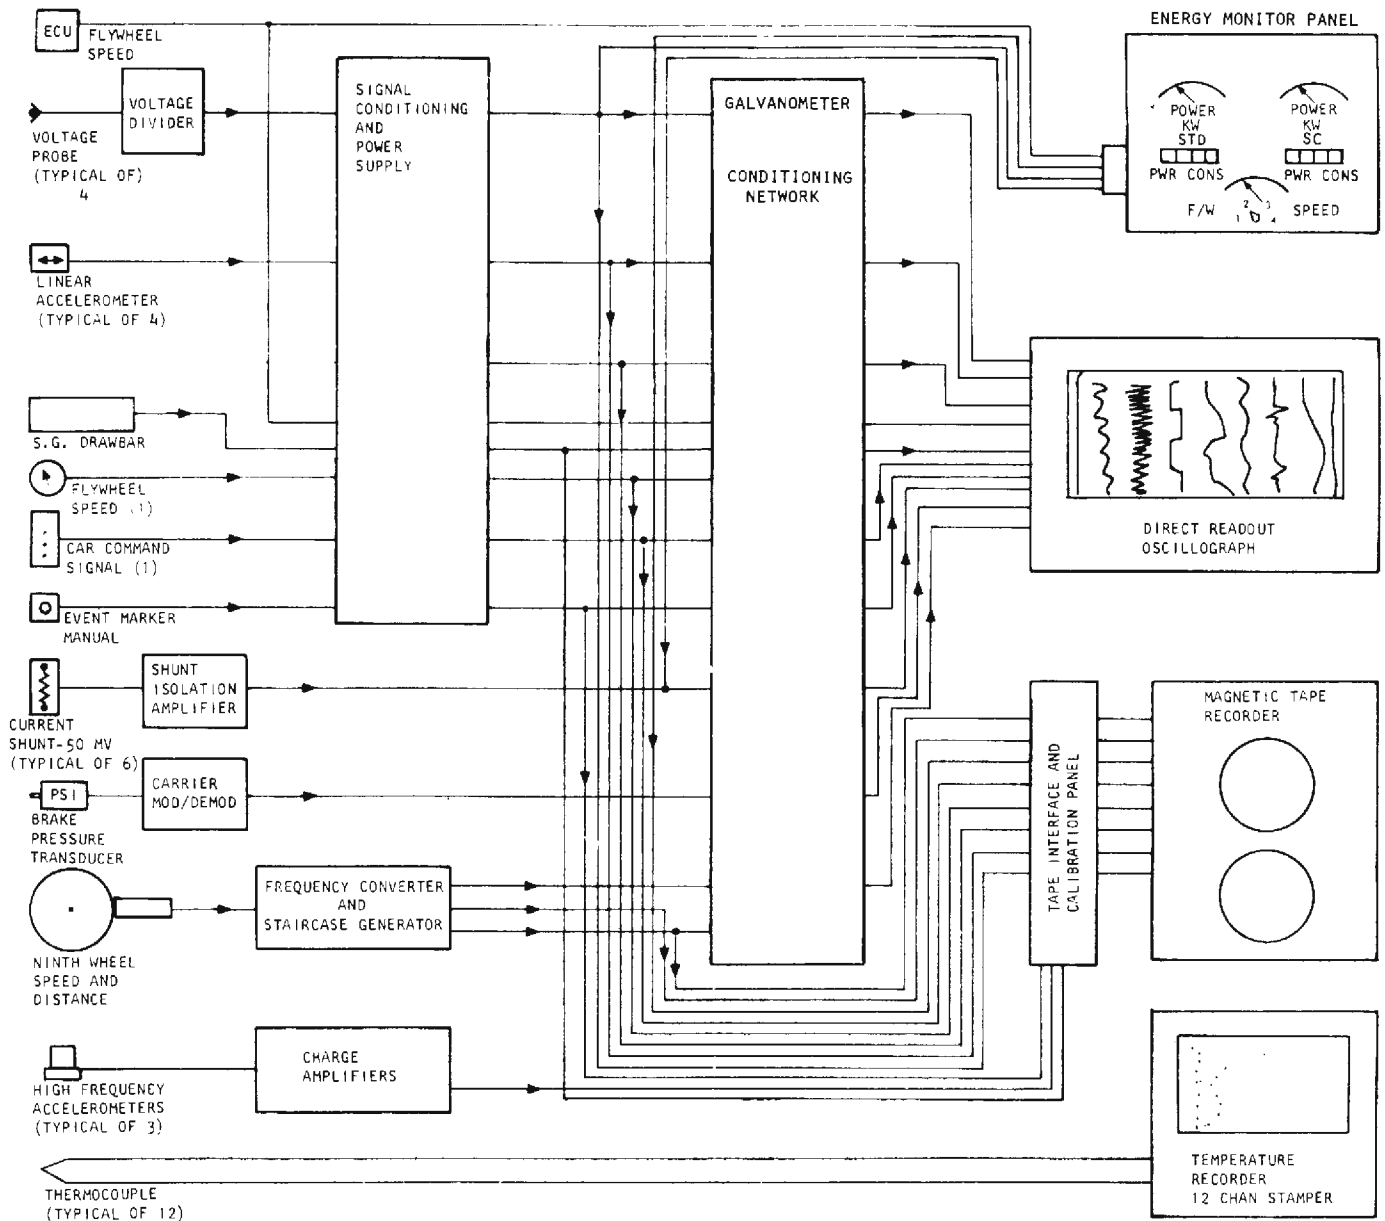 ECU
FLYWHEEL
SPEED
VOLTAGE
DIVIDER
VOLTAGE
PROBE
(TYPICAL OF)
4
LINEAR
ACCELEROMETER
(TYPICAL OF 4)
S.G. DRAWBAR
FLYWHEEL
SPEED (1)
CAR COMMAND
SIGNAL (1)
EVENT MARKER
MANUAL
SHUNT
ISOLATION
AMPLIFIER
CURRENT
SHUNT-50 MV
(TYPICAL OF 6)
PSI
CARRIER
MOD/DEMOD
BRAKE
PRESSURE
TRANSDUCER
FREQUENCY CONVERTER
AND
STAIRCASE GENERATOR
NINTH WHEEL
SPEED AND
DISTANCE
CHARGE
AMPLIFIERS
HIGH FREQUENCY
ACCELEROMETERS
(TYPICAL OF 3)
THERMOCOUPLE
(TYPICAL OF 12)
SIGNAL
CONDITIONING
AND
POWER
SUPPLY
GALVANOMETER
CONDITIONING
NETWORK
ENERGY MONITOR PANEL
POWER
KW
STD
PWR CONS
POWER
KW
SC
PWR CONS
F/W 1 2 3 4 SPEED
DIRECT READOUT
OSCILLOGRAPH
TAPE INTERFACE AND
CALIBRATION PANEL
MAGNETIC TAPE
RECORDER
TEMPERATURE
RECORDER
12 CHAN STAMPER